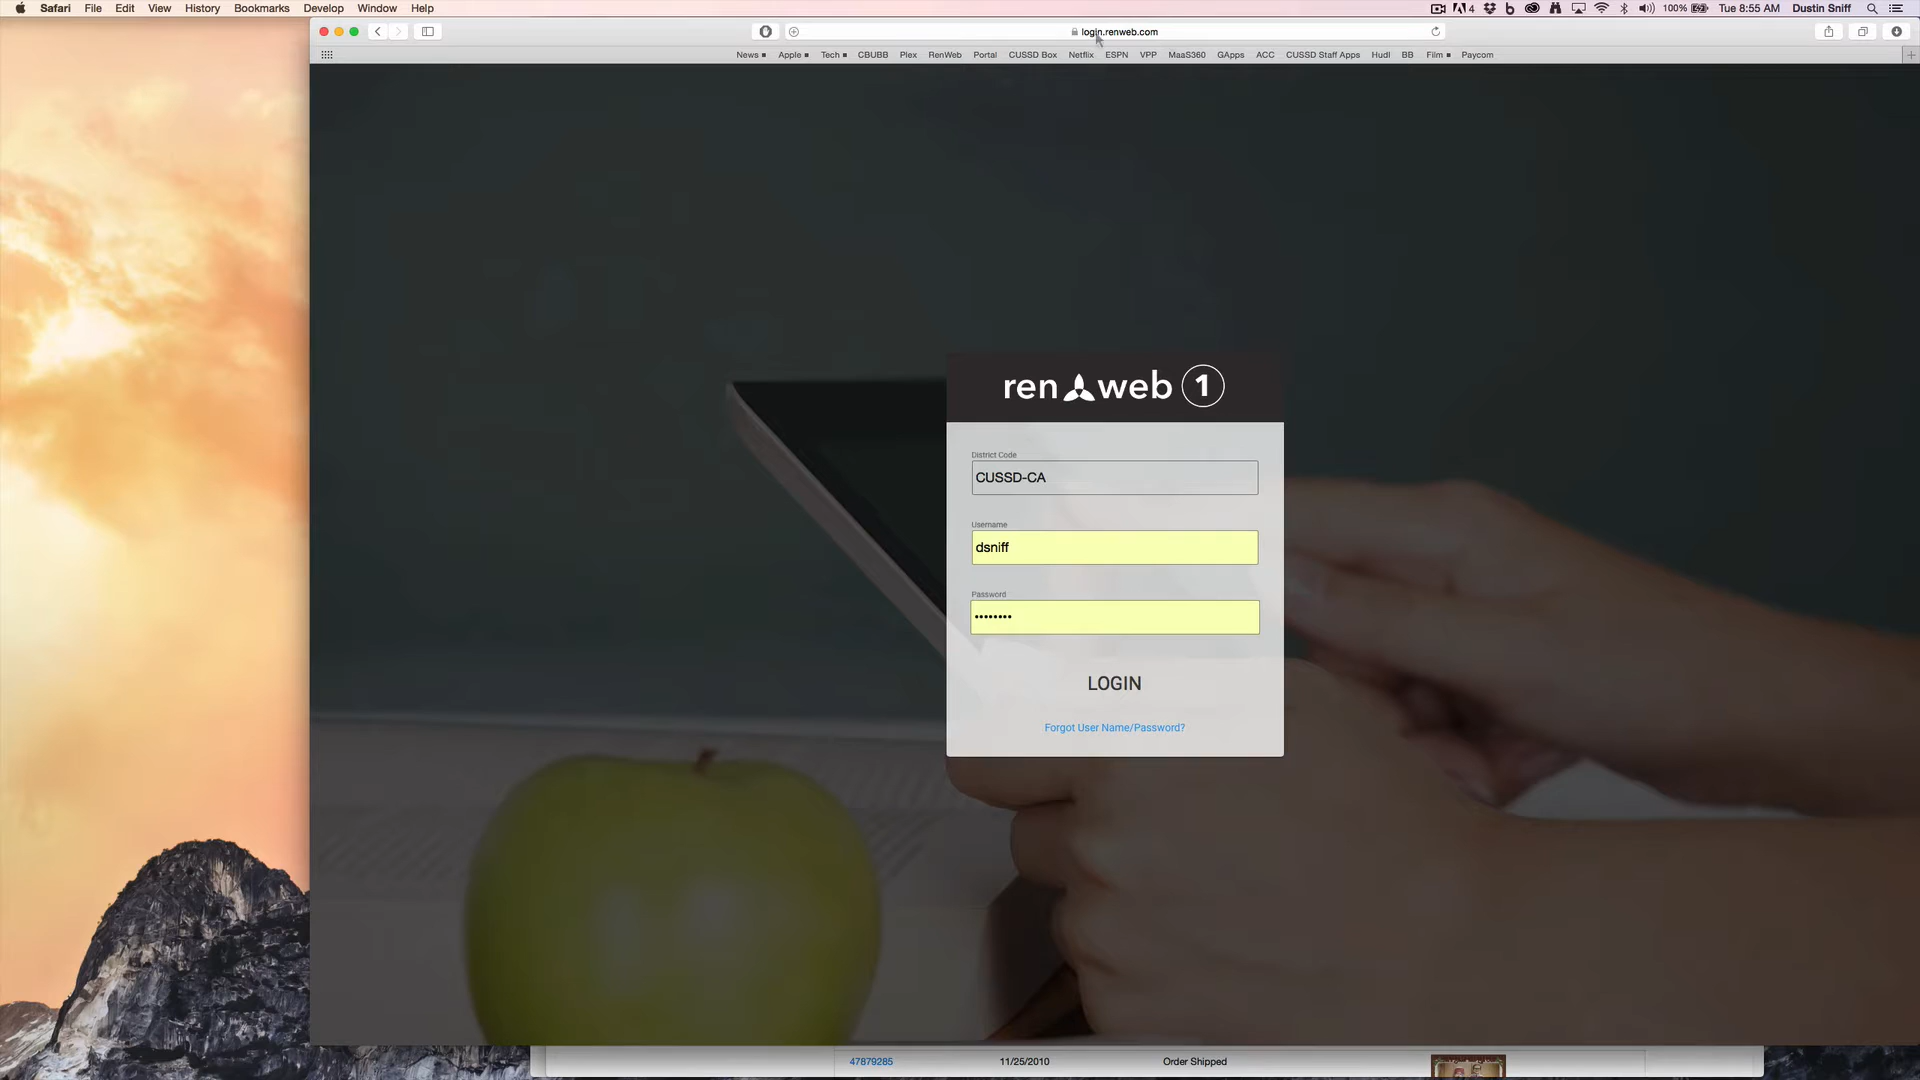 Safari File Edit View History Bookmarks Develop Window Help 4 100% Tue 8:55 AM Dustin Sniff
login.renweb.com
News Apple Tech CBUBB Plex RenWeb Portal CUSSD Box Netflix ESPN VPP MaaS360 GApps ACC CUSSD Staff Apps Hudl BB Film Paycom
ren web 1
District Code
CUSSD-CA
Username
dsniff
Password
••••••••
LOGIN
Forgot User Name/Password?
47879285 11/25/2010 Order Shipped